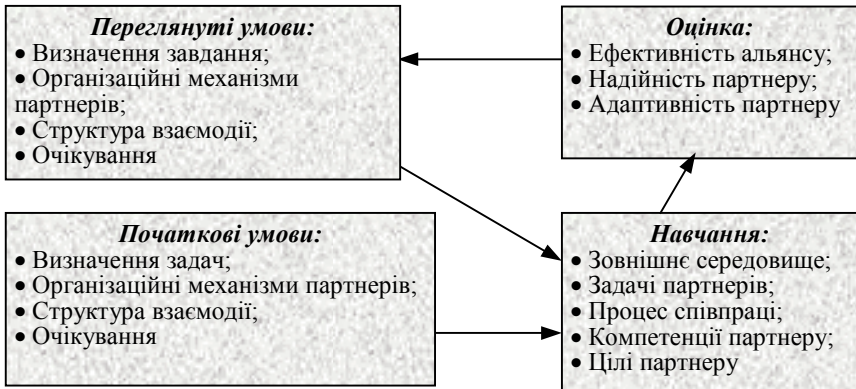 Переглянуті умови:
• Визначення завдання;
• Організаційні механізми
партнерів;
• Структура взаємодії;
• Очікування
Оцінка:
• Ефективність альянсу;
• Надійність партнеру;
• Адаптивність партнеру
Початкові умови:
• Визначення задач;
• Організаційні механізми партнерів;
• Структура взаємодії;
• Очікування
Навчання:
• Зовнішнє середовище;
• Задачі партнерів;
• Процес співпраці;
• Компетенції партнеру;
• Цілі партнеру